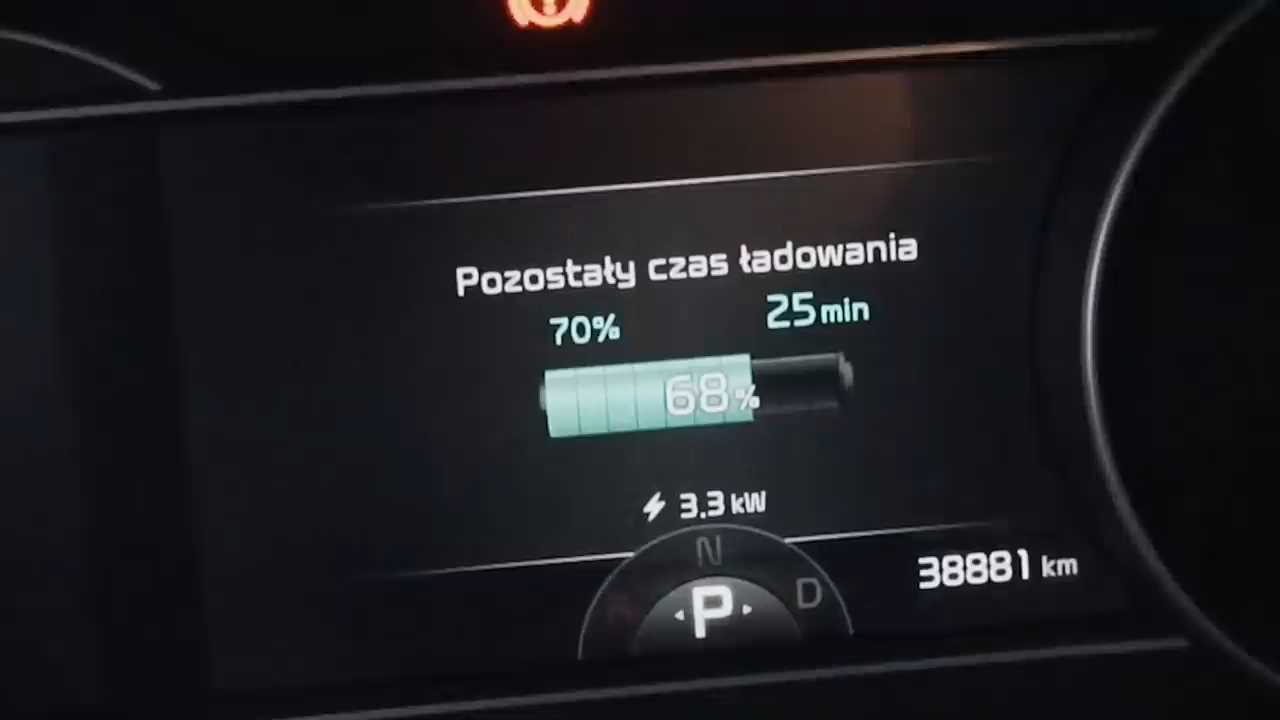 Pozostały czas ładowania
70% 25 min
68%
3.3 kW
N
R P D
38881 km